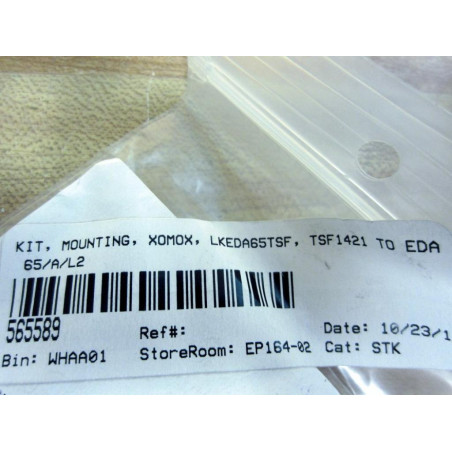 KIT, MOUNTING, XOMOX, LKEDA65TSF, TSF1421 TO EDA
65/A/L2
565589
Ref#: Date: 10/23/1
Bin: WHAA01 StoreRoom: EP164-02 Cat: STK